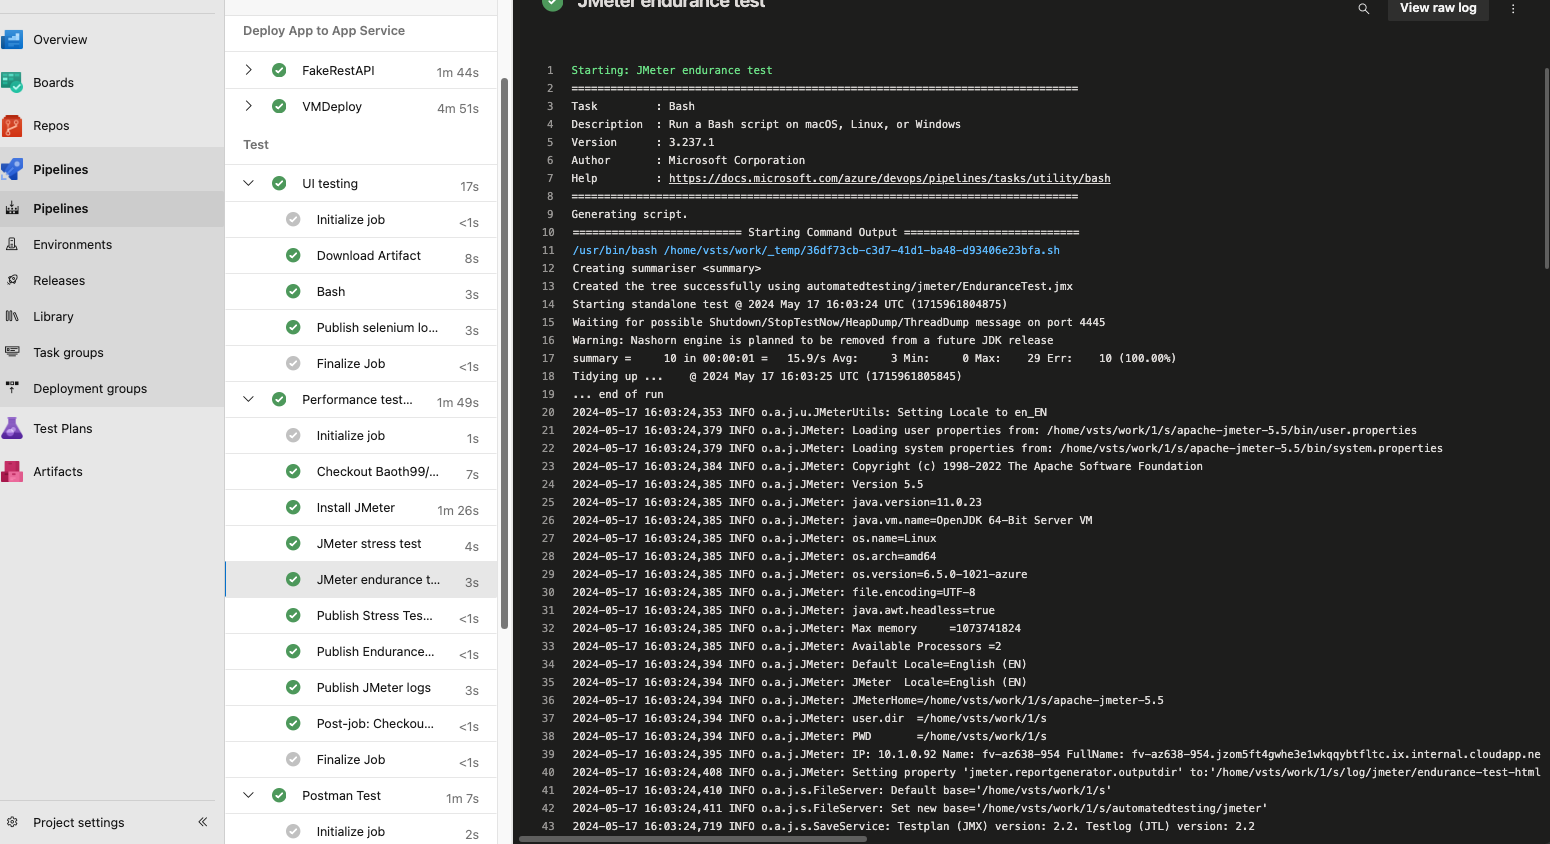 Overview
Boards
Repos
Pipelines
Pipelines
Environments
Releases
Library
Task groups
Deployment groups
Test Plans
Artifacts
Project settings
Deploy App to App Service
FakeRestAPI 1m 44s
VMDeploy 4m 51s
Test
UI testing 17s
Initialize job <1s
Download Artifact 8s
Bash 3s
Publish selenium lo... 3s
Finalize Job <1s
Performance test... 1m 49s
Initialize job 1s
Checkout Baoth99/... 7s
Install JMeter 1m 26s
JMeter stress test 4s
JMeter endurance t... 3s
Publish Stress Tes... <1s
Publish Endurance... <1s
Publish JMeter logs 3s
Post-job: Checkou... <1s
Finalize Job <1s
Postman Test 1m 7s
Initialize job 2s
JMeter endurance test
View raw log
1 Starting: JMeter endurance test
2 ==============================================================================
3 Task         : Bash
4 Description  : Run a Bash script on macOS, Linux, or Windows
5 Version      : 3.237.1
6 Author       : Microsoft Corporation
7 Help         : https://docs.microsoft.com/azure/devops/pipelines/tasks/utility/bash
8 ==============================================================================
9 Generating script.
10 ========================== Starting Command Output ===========================
11 /usr/bin/bash /home/vsts/work/_temp/36df73cb-c3d7-41d1-ba48-d93406e23bfa.sh
12 Creating summariser <summary>
13 Created the tree successfully using automatedtesting/jmeter/EnduranceTest.jmx
14 Starting standalone test @ 2024 May 17 16:03:24 UTC (1715961804875)
15 Waiting for possible Shutdown/StopTestNow/HeapDump/ThreadDump message on port 4445
16 Warning: Nashorn engine is planned to be removed from a future JDK release
17 summary =     10 in 00:00:01 =   15.9/s Avg:     3 Min:     0 Max:    29 Err:    10 (100.00%)
18 Tidying up ...    @ 2024 May 17 16:03:25 UTC (1715961805845)
19 ... end of run
20 2024-05-17 16:03:24,353 INFO o.a.j.u.JMeterUtils: Setting Locale to en_EN
21 2024-05-17 16:03:24,379 INFO o.a.j.JMeter: Loading user properties from: /home/vsts/work/1/s/apache-jmeter-5.5/bin/user.properties
22 2024-05-17 16:03:24,379 INFO o.a.j.JMeter: Loading system properties from: /home/vsts/work/1/s/apache-jmeter-5.5/bin/system.properties
23 2024-05-17 16:03:24,384 INFO o.a.j.JMeter: Copyright (c) 1998-2022 The Apache Software Foundation
24 2024-05-17 16:03:24,385 INFO o.a.j.JMeter: Version 5.5
25 2024-05-17 16:03:24,385 INFO o.a.j.JMeter: java.version=11.0.23
26 2024-05-17 16:03:24,385 INFO o.a.j.JMeter: java.vm.name=OpenJDK 64-Bit Server VM
27 2024-05-17 16:03:24,385 INFO o.a.j.JMeter: os.name=Linux
28 2024-05-17 16:03:24,385 INFO o.a.j.JMeter: os.arch=amd64
29 2024-05-17 16:03:24,385 INFO o.a.j.JMeter: os.version=6.5.0-1021-azure
30 2024-05-17 16:03:24,385 INFO o.a.j.JMeter: file.encoding=UTF-8
31 2024-05-17 16:03:24,385 INFO o.a.j.JMeter: java.awt.headless=true
32 2024-05-17 16:03:24,385 INFO o.a.j.JMeter: Max memory     =1073741824
33 2024-05-17 16:03:24,385 INFO o.a.j.JMeter: Available Processors =2
34 2024-05-17 16:03:24,394 INFO o.a.j.JMeter: Default Locale=English (EN)
35 2024-05-17 16:03:24,394 INFO o.a.j.JMeter: JMeter  Locale=English (EN)
36 2024-05-17 16:03:24,394 INFO o.a.j.JMeter: JMeterHome=/home/vsts/work/1/s/apache-jmeter-5.5
37 2024-05-17 16:03:24,394 INFO o.a.j.JMeter: user.dir  =/home/vsts/work/1/s
38 2024-05-17 16:03:24,394 INFO o.a.j.JMeter: PWD       =/home/vsts/work/1/s
39 2024-05-17 16:03:24,395 INFO o.a.j.JMeter: IP: 10.1.0.92 Name: fv-az638-954 FullName: fv-az638-954.jzom5ft4gwhe3e1wkqqybtfltc.ix.internal.cloudapp.ne
40 2024-05-17 16:03:24,408 INFO o.a.j.JMeter: Setting property 'jmeter.reportgenerator.outputdir' to:'/home/vsts/work/1/s/log/jmeter/endurance-test-html
41 2024-05-17 16:03:24,410 INFO o.a.j.s.FileServer: Default base='/home/vsts/work/1/s'
42 2024-05-17 16:03:24,411 INFO o.a.j.s.FileServer: Set new base='/home/vsts/work/1/s/automatedtesting/jmeter'
43 2024-05-17 16:03:24,719 INFO o.a.j.s.SaveService: Testplan (JMX) version: 2.2. Testlog (JTL) version: 2.2